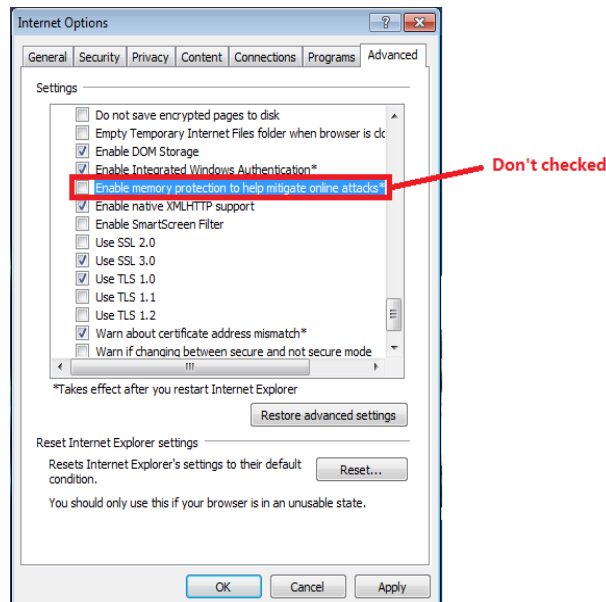 Internet Options
General Security Privacy Content Connections Programs Advanced
Settings
Do not save encrypted pages to disk
Empty Temporary Internet Files folder when browser is clo
Enable DOM Storage
Enable Integrated Windows Authentication*
Enable memory protection to help mitigate online attacks*
Don't checked
Enable native XMLHTTP support
Enable SmartScreen Filter
Use SSL 2.0
Use SSL 3.0
Use TLS 1.0
Use TLS 1.1
Use TLS 1.2
Warn about certificate address mismatch*
Warn if changing between secure and not secure mode
*Takes effect after you restart Internet Explorer
Restore advanced settings
Reset Internet Explorer settings
Resets Internet Explorer's settings to their default
condition.
Reset...
You should only use this if your browser is in an unusable state.
OK Cancel Apply